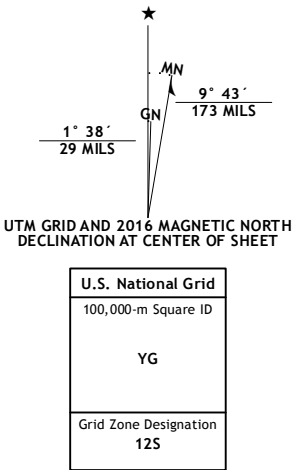 ★
MN
GN
9° 43´
173 MILS
1° 38´
29 MILS
UTM GRID AND 2016 MAGNETIC NORTH
DECLINATION AT CENTER OF SHEET
U.S. National Grid
100,000-m Square ID
YG
Grid Zone Designation
12S